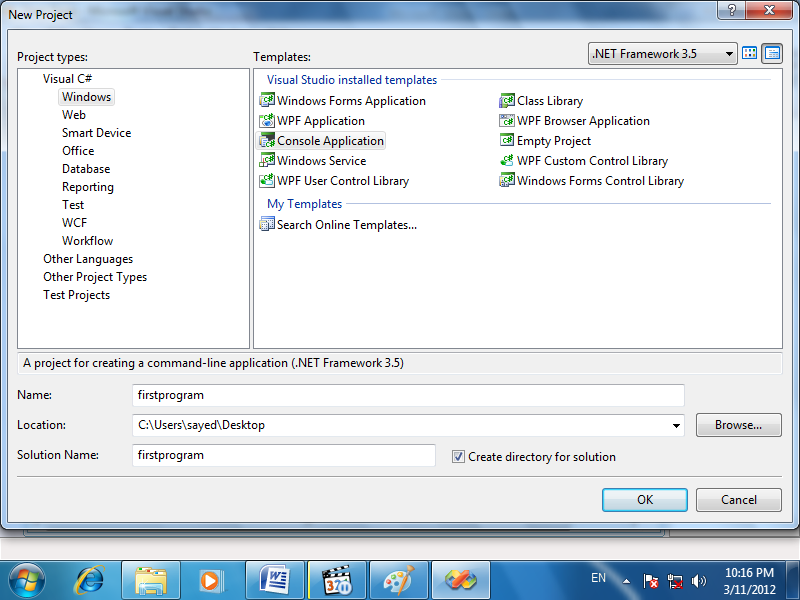 New Project
Project types:
Templates:
.NET Framework 3.5
Visual C#
Windows
Web
Smart Device
Office
Database
Reporting
Test
WCF
Workflow
Other Languages
Other Project Types
Test Projects
Visual Studio installed templates
Windows Forms Application
Class Library
WPF Application
WPF Browser Application
Console Application
Empty Project
Windows Service
WPF Custom Control Library
WPF User Control Library
Windows Forms Control Library
My Templates
Search Online Templates...
A project for creating a command-line application (.NET Framework 3.5)
Name:
firstprogram
Location:
C:\Users\sayed\Desktop
Browse...
Solution Name:
firstprogram
Create directory for solution
OK
Cancel
EN
10:16 PM
3/11/2012